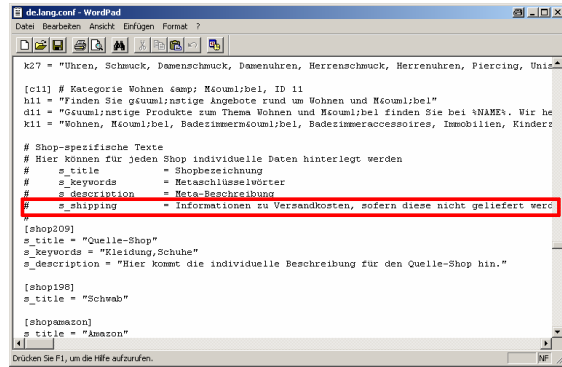 de.lang.conf - WordPad
Datei Bearbeiten Ansicht Einfügen Format ?
k27 = "Uhren, Schmuck, Damenschmuck, Damenuhren, Herrenschmuck, Herrenuhren, Piercing, Unis
[c11] # Kategorie Wohnen &amp; M&ouml;bel, ID 11
h11 = "Finden Sie g&uuml;nstige Angebote rund um Wohnen und M&ouml;bel"
d11 = "G&uuml;nstige Produkte zum Thema Wohnen und M&ouml;bel finden Sie bei %NAME%. Wir he
k11 = "Wohnen, M&ouml;bel, Badezimmerm&ouml;bel, Badezimmeraccessoires, Immobilien, Kinderz
# Shop-spezifische Texte
# Hier können für jeden Shop individuelle Daten hinterlegt werden
# s_title = Shopbezeichnung
# s_keywords = Metaschlüsselwörter
# s_description = Meta-Beschreibung
# s_shipping = Informationen zu Versandkosten, sofern diese nicht geliefert werd
#
[shop209]
s_title = "Quelle-Shop"
s_keywords = "Kleidung,Schuhe"
s_description = "Hier kommt die individuelle Beschreibung für den Quelle-Shop hin."
[shop198]
s_title = "Schwab"
[shopamazon]
s_title = "Amazon"
Drücken Sie F1, um die Hilfe aufzurufen.
NF